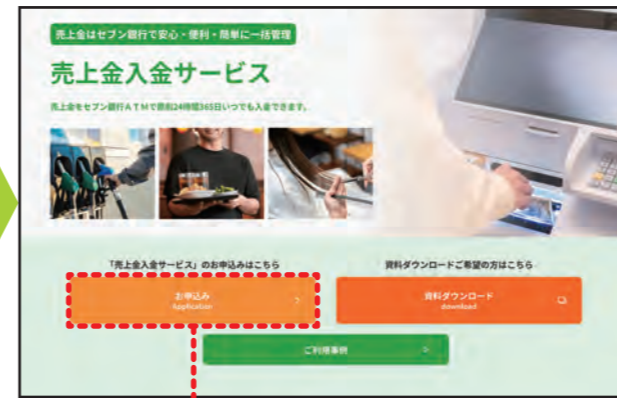 売上金はセブン銀行で安心・便利・簡単に一括管理
売上金入金サービス
売上金をセブン銀行ATMで原則24時間365日いつでも入金できます。
「売上金入金サービス」のお申込みはこちら
お申込み
Application
資料ダウンロードご希望の方はこちら
資料ダウンロード
download
ご利用事例